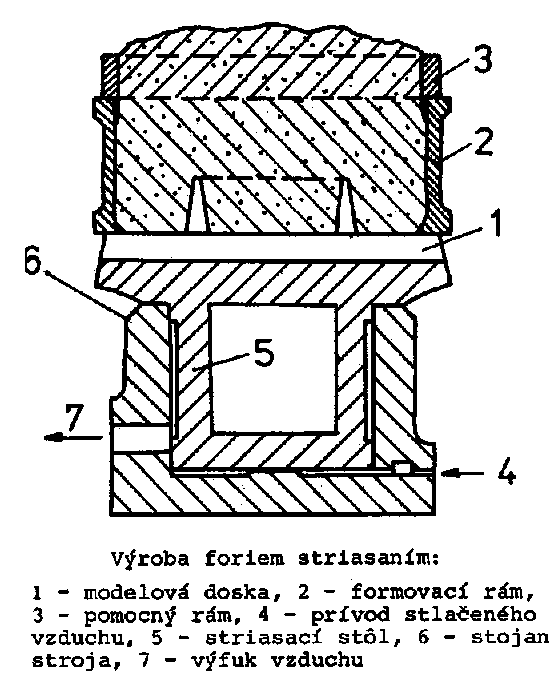 3
2
1
6
5
7
4
Výroba foriem striasaním:
1 - modelová doska, 2 - formovací rám,
3 - pomocný rám, 4 - prívod stlačeného
vzduchu, 5 - striasací stôl, 6 - stojan
stroja, 7 - výfuk vzduchu